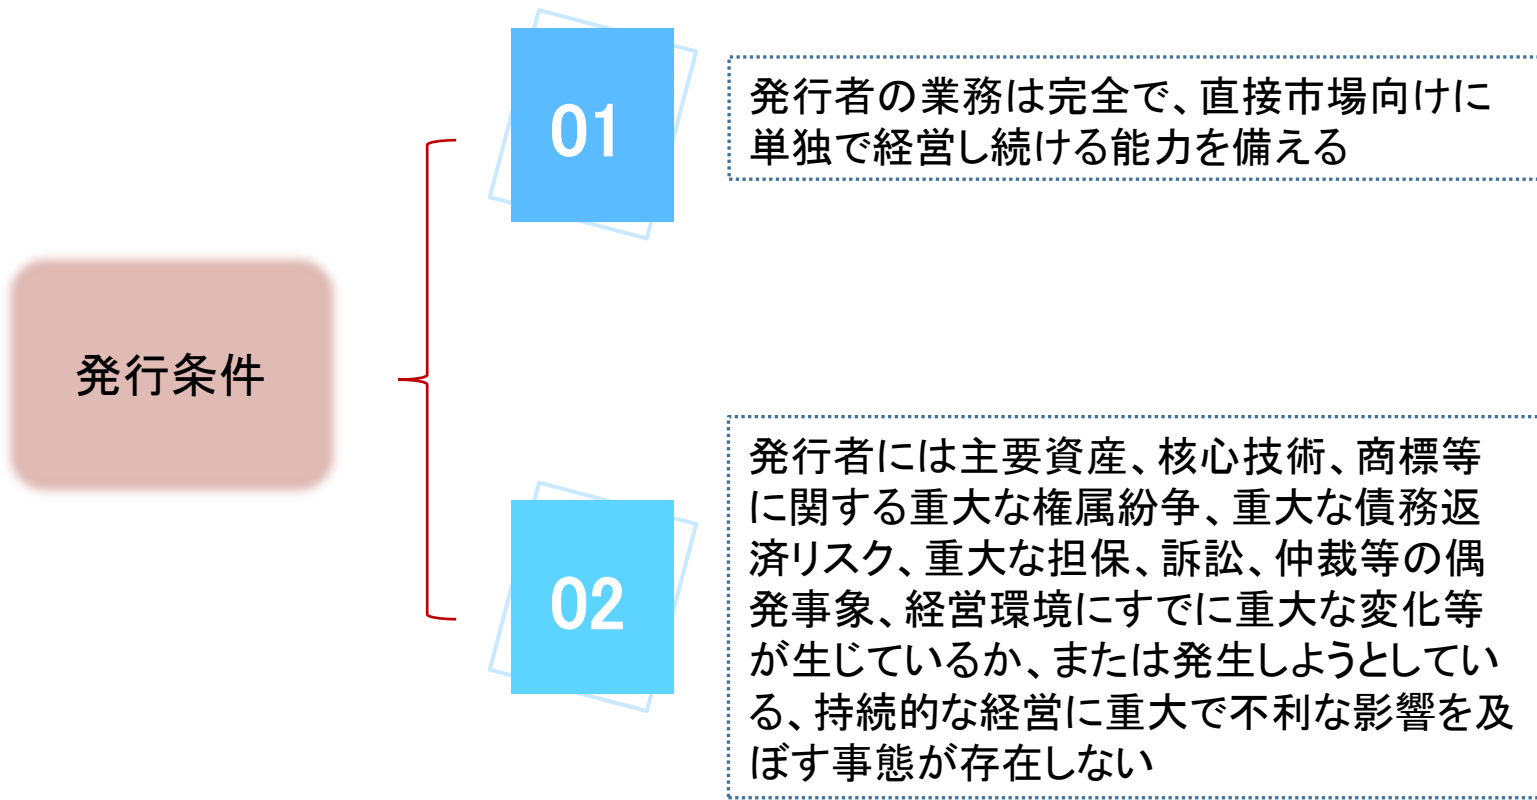 発行条件
01
発行者の業務は完全で、直接市場向けに
単独で経営し続ける能力を備える
02
発行者には主要資産、核心技術、商標等
に関する重大な権属紛争、重大な債務返
済リスク、重大な担保、訴訟、仲裁等の偶
発事象、経営環境にすでに重大な変化等
が生じているか、または発生しようとしてい
る、持続的な経営に重大で不利な影響を及
ぼす事態が存在しない